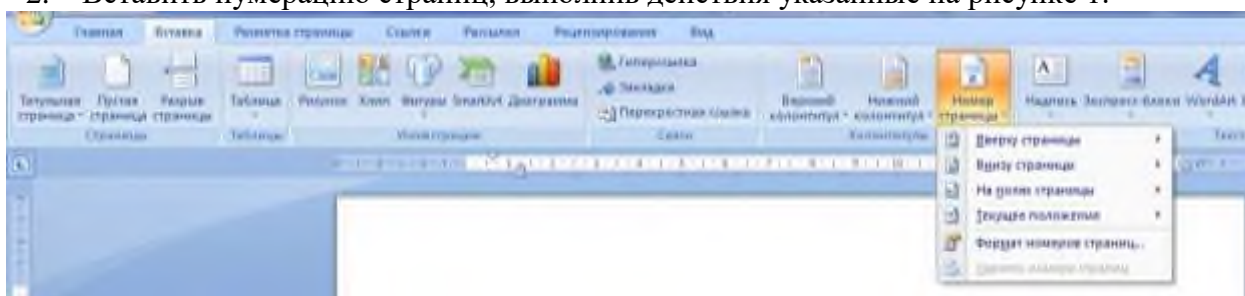 2. Вставить нумерацию страниц, выполнив действия указанные на рисунке 1.
Главная Вставка Разметка страницы Ссылки Рассылки Рецензирование Вид
Титульная страница Пустая страница Разрыв страницы Таблица Рисунок Клип Фигуры SmartArt Диаграмма
Гиперссылка
Закладка
Перекрестная ссылка
Верхний колонтитул Нижний колонтитул Номер страницы Надпись Экспресс-блоки WordArt
Страницы Таблицы Иллюстрации Связи Колонтитулы Текст
Вверху страницы
Внизу страницы
На полях страницы
Текущее положение
Формат номеров страниц...
Удалить номера страниц